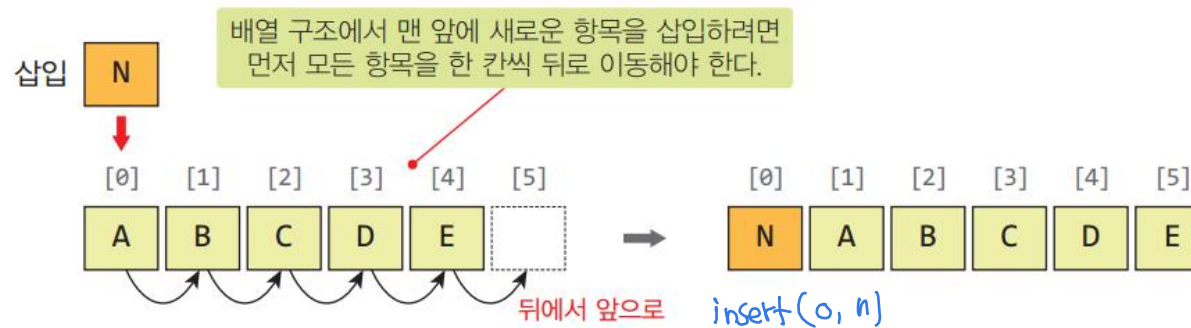 배열 구조에서 맨 앞에 새로운 항목을 삽입하려면
먼저 모든 항목을 한 칸씩 뒤로 이동해야 한다.
삽입 N
[0] [1] [2] [3] [4] [5]
A B C D E
뒤에서 앞으로
[0] [1] [2] [3] [4] [5]
N A B C D E
insert(0, n)